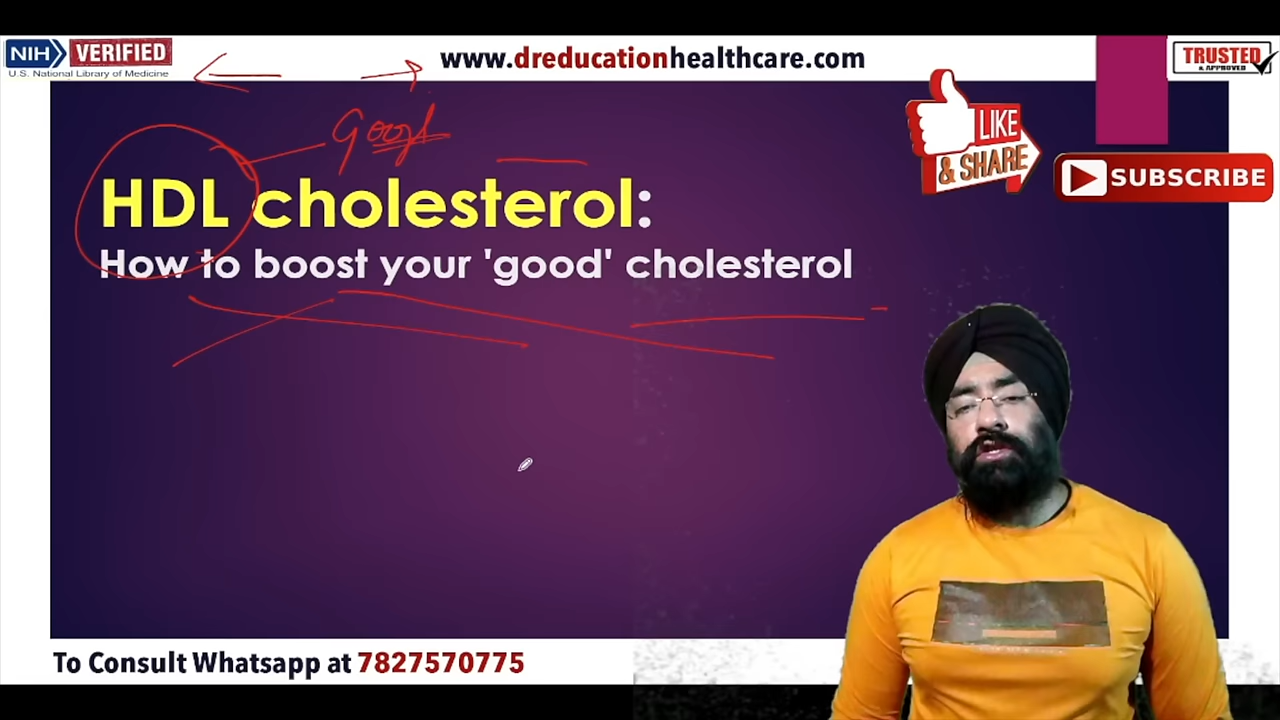 NIH VERIFIED
U.S. National Library of Medicine
www.dreducationhealthcare.com
TRUSTED
& APPROVED
LIKE
& SHARE
SUBSCRIBE
Good
HDL cholesterol:
How to boost your 'good' cholesterol
To Consult Whatsapp at 7827570775